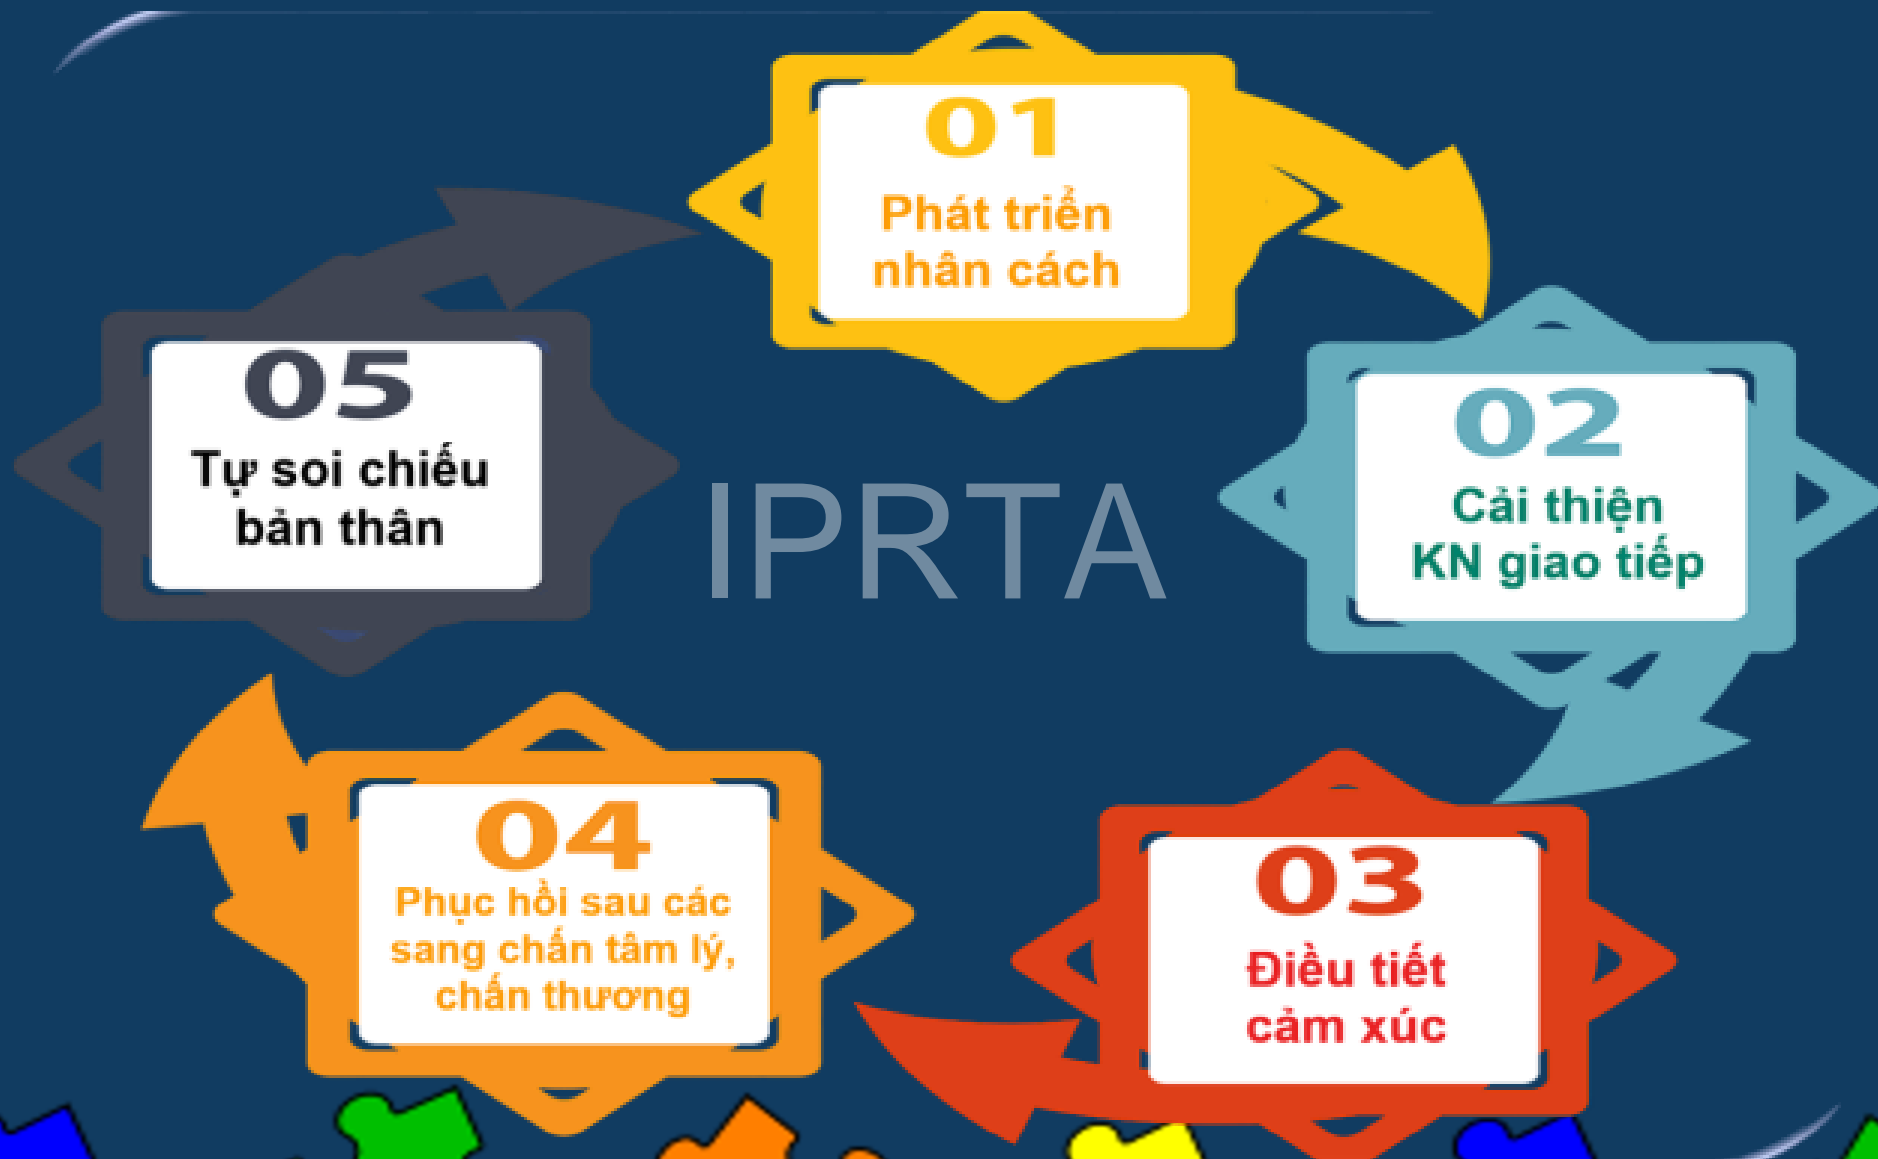 01
Phát triển
nhân cách
02
Cải thiện
KN giao tiếp
03
Điều tiết
cảm xúc
04
Phục hồi sau các
sang chấn tâm lý,
chấn thương
05
Tự soi chiếu
bản thân
IPRTA